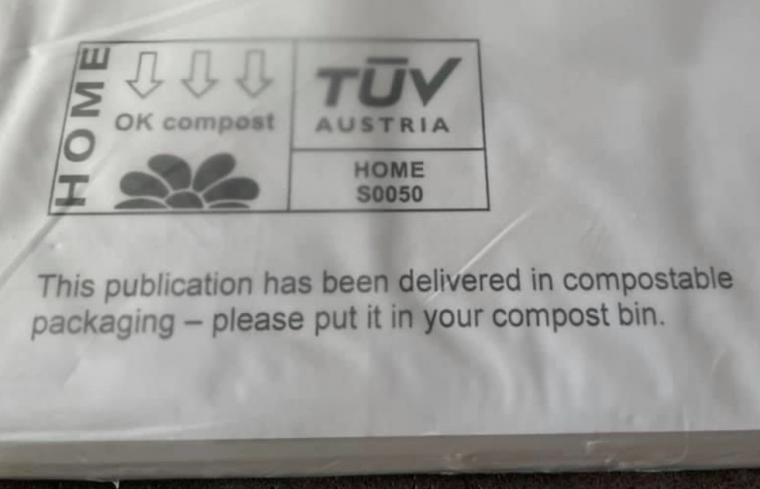 HOME
OK compost
TÜV
AUSTRIA
HOME
S0050
This publication has been delivered in compostable
packaging – please put it in your compost bin.